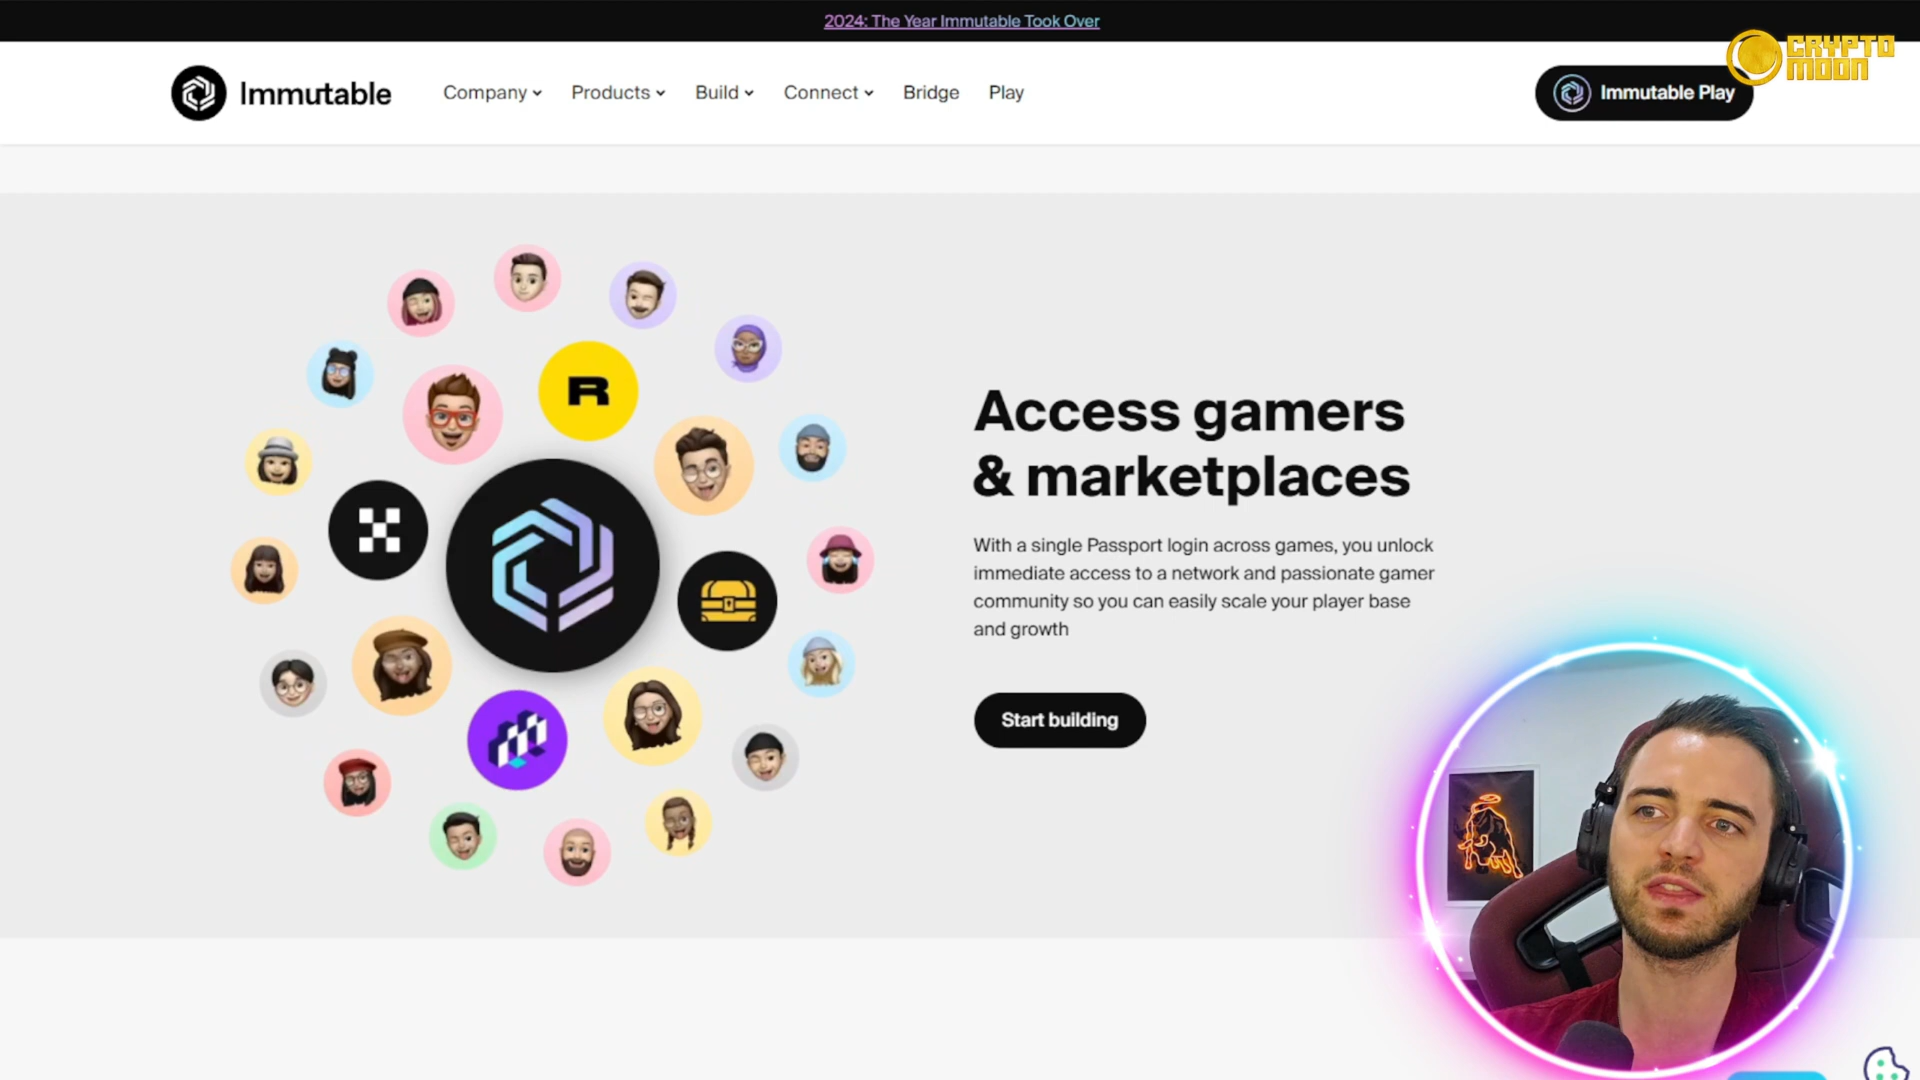 2024: The Year Immutable Took Over
CRYPTO
MOON
Immutable
Company
Products
Build
Connect
Bridge
Play
Immutable Play
R
Access gamers
& marketplaces
With a single Passport login across games, you unlock
immediate access to a network and passionate gamer
community so you can easily scale your player base
and growth
Start building